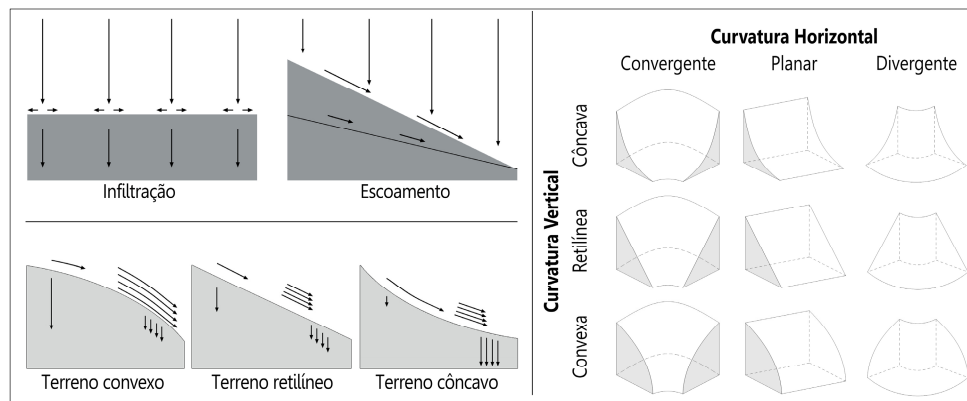 Infiltração
Escoamento
Terreno convexo
Terreno retilíneo
Terreno côncavo
Curvatura Horizontal
Convergente
Planar
Divergente
Curvatura Vertical
Côncava
Retilínea
Convexa